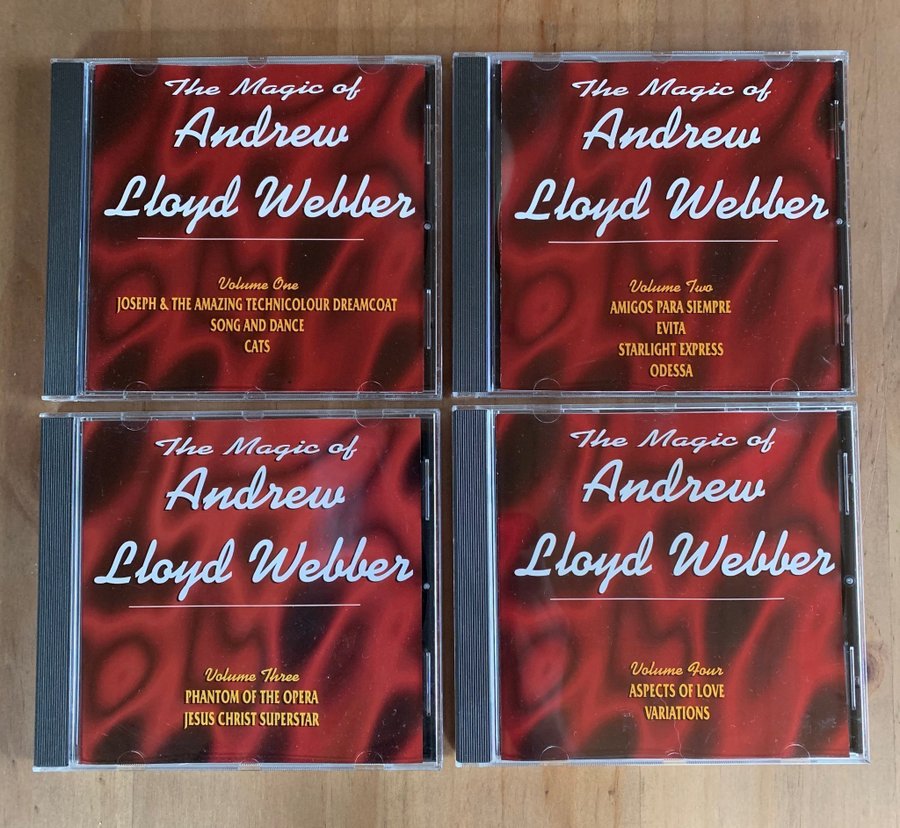 The Magic of
Andrew
Lloyd Webber
Volume One
JOSEPH & THE AMAZING TECHNICOLOUR DREAMCOAT
SONG AND DANCE
CATS
The Magic of
Andrew
Lloyd Webber
Volume Two
AMIGOS PARA SIEMPRE
EVITA
STARLIGHT EXPRESS
ODESSA
The Magic of
Andrew
Lloyd Webber
Volume Three
PHANTOM OF THE OPERA
JESUS CHRIST SUPERSTAR
The Magic of
Andrew
Lloyd Webber
Volume Four
ASPECTS OF LOVE
VARIATIONS